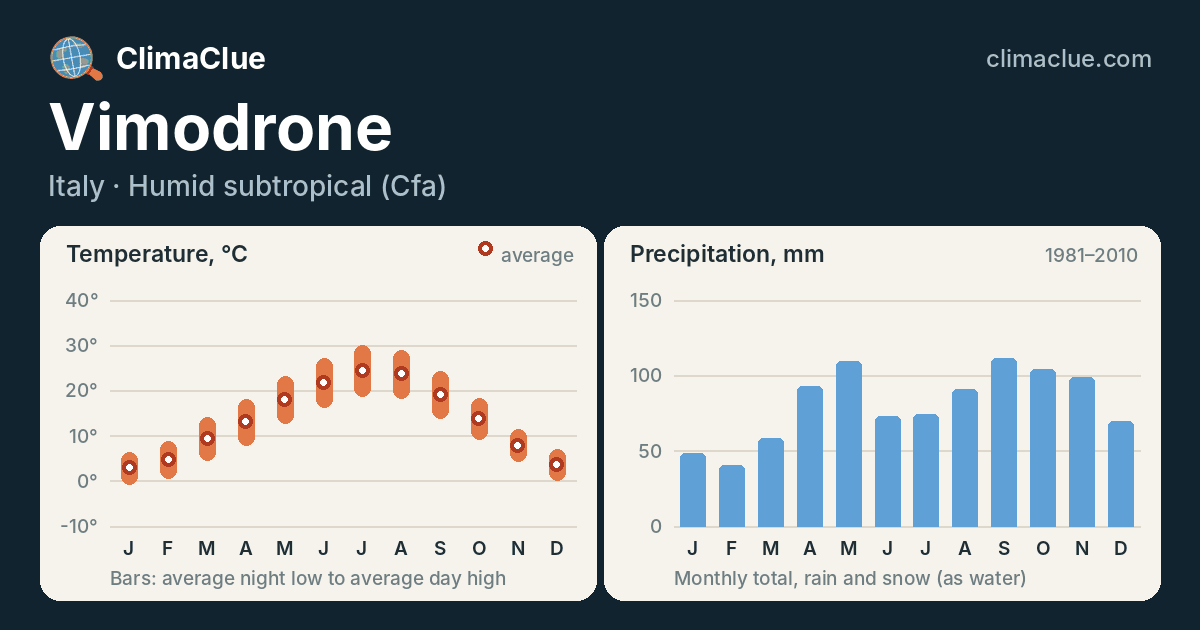 ClimaClue
climaclue.com
Vimodrone
Italy · Humid subtropical (Cfa)
Temperature, °C
average
40°
30°
20°
10°
0°
-10°
J F M A M J J A S O N D
Bars: average night low to average day high
Precipitation, mm
1981–2010
150
100
50
0
J F M A M J J A S O N D
Monthly total, rain and snow (as water)